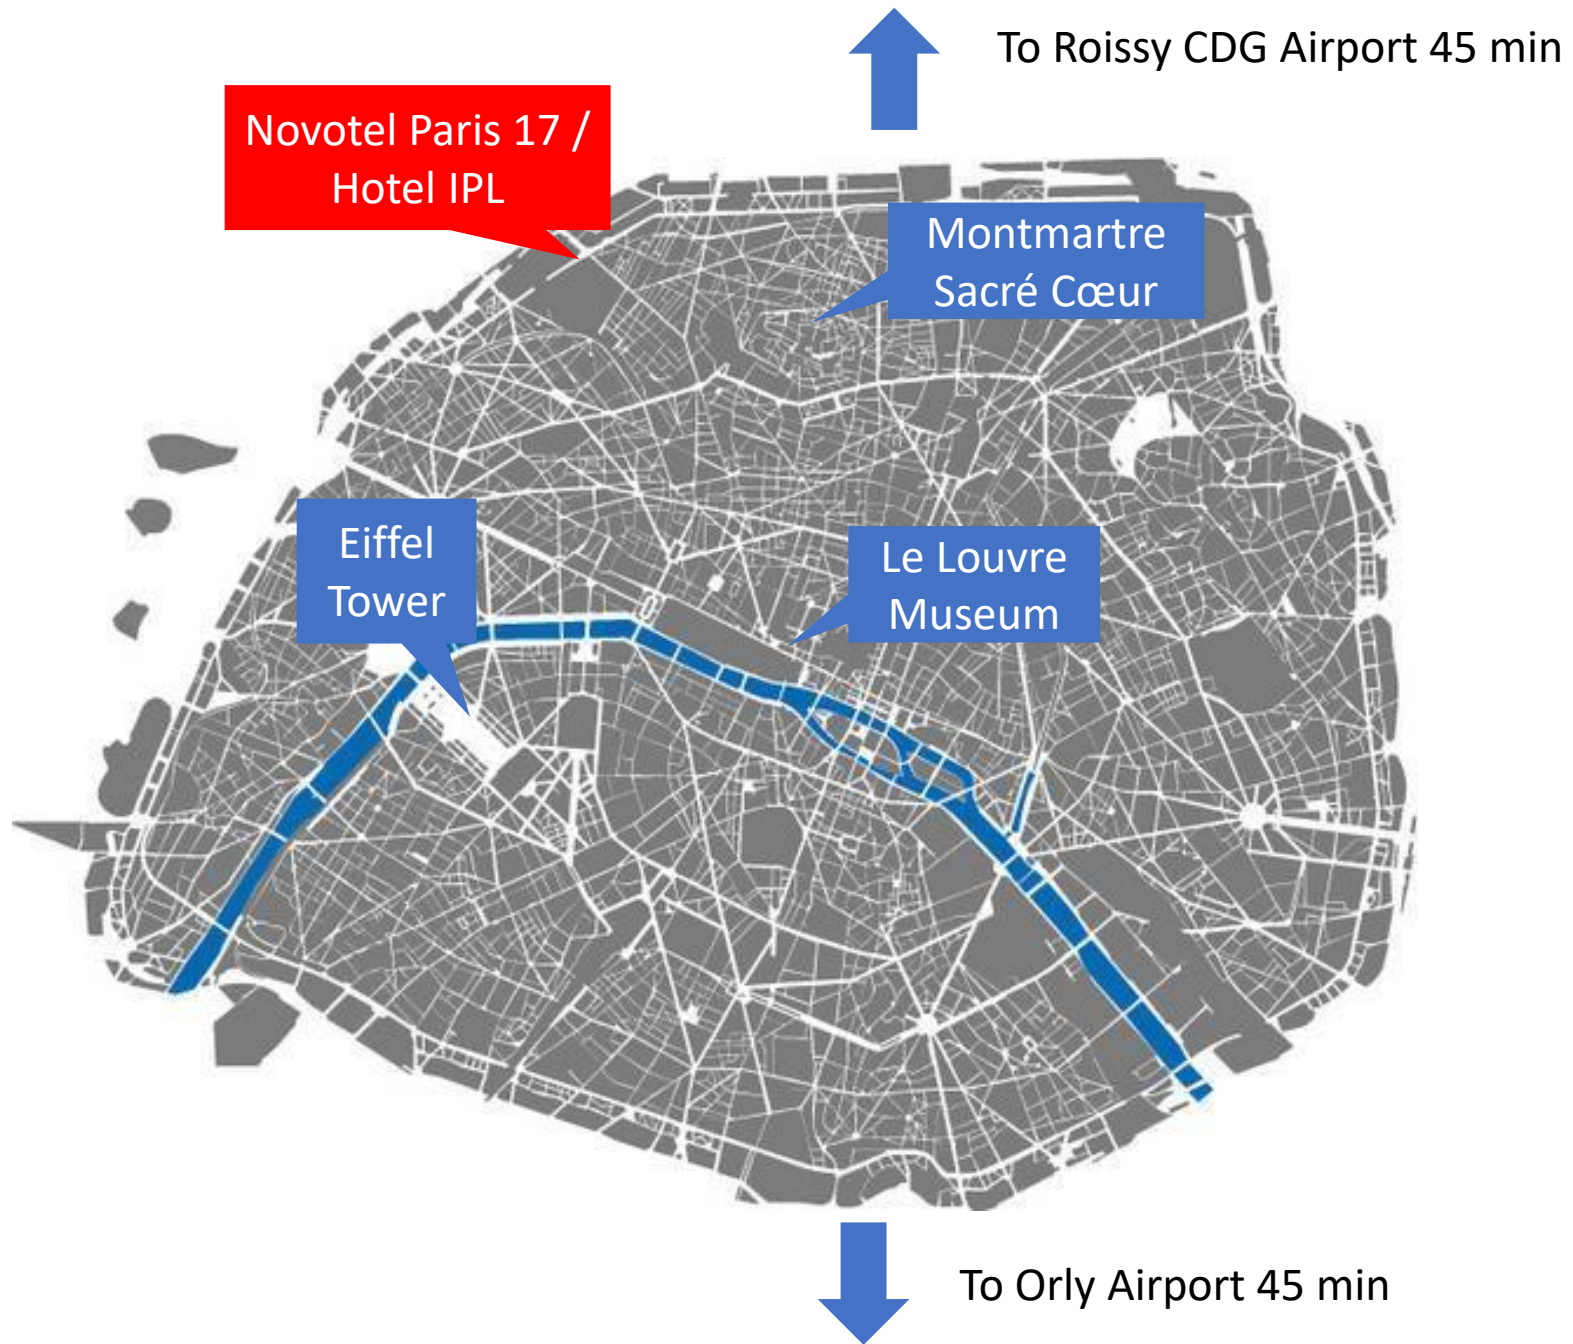 To Roissy CDG Airport 45 min
Novotel Paris 17 /
Hotel IPL
Montmartre
Sacré Cœur
Eiffel
Tower
Le Louvre
Museum
To Orly Airport 45 min